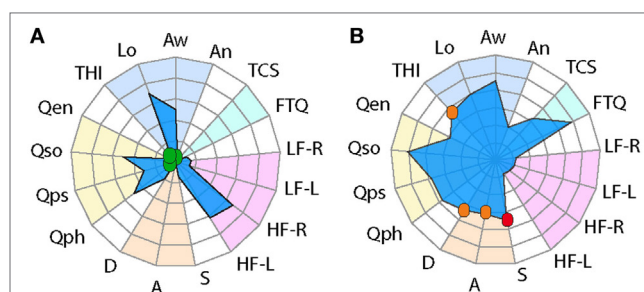 A
Aw
An
TCS
FTQ
LF-R
LF-L
HF-R
HF-L
S
A
D
Qph
Qps
Qso
Qen
THI
Lo
B
Aw
An
TCS
FTQ
LF-R
LF-L
HF-R
HF-L
S
A
D
Qph
Qps
Qso
Qen
THI
Lo